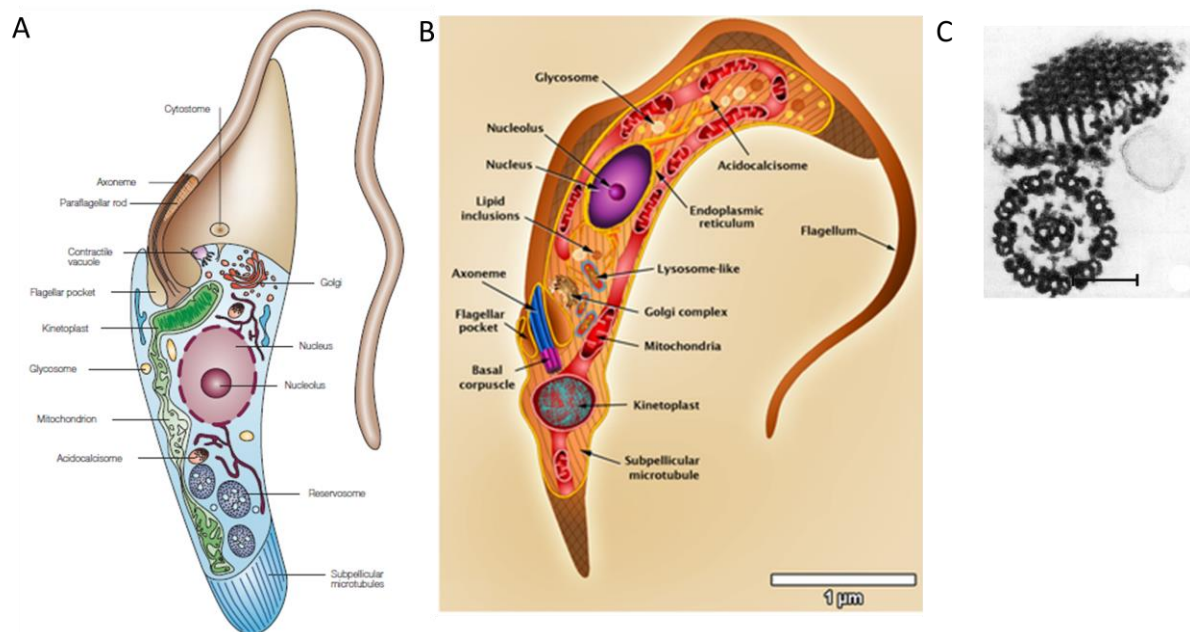 A
Cytostome
Axoneme
Paraflagellar rod
Contractile
vacuole
Flagellar pocket
Kinetoplast
Glycosome
Mitochondrion
Acidocalcisome
Golgi
Nucleus
Nucleolus
Reservosome
Subpellicular
microtubules
B
Glycosome
Nucleolus
Nucleus
Lipid
inclusions
Axoneme
Flagellar
pocket
Basal
corpuscle
Acidocalcisome
Endoplasmic
reticulum
Flagellum
Lysosome-like
Golgi complex
Mitochondria
Kinetoplast
Subpellicular
microtubule
1 µm
C